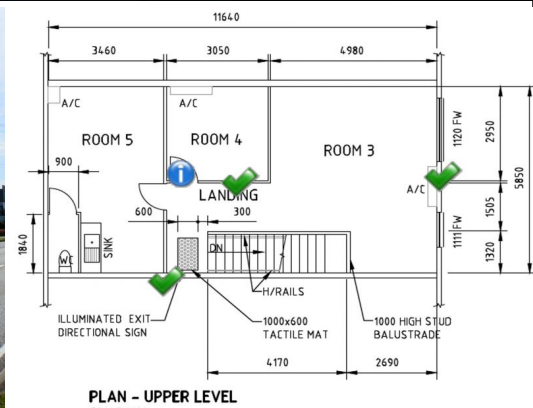 11640
3460
3050
4980
A/C
A/C
ROOM 5
ROOM 4
ROOM 3
1120 FW
2950
5850
900
LANDING
A/C
600
300
1505
1840
SINK
WC
DN
1111 FW
1320
H/RAILS
ILLUMINATED EXIT
DIRECTIONAL SIGN
1000x600
TACTILE MAT
1000 HIGH STUD
BALUSTRADE
4170
2690
PLAN - UPPER LEVEL